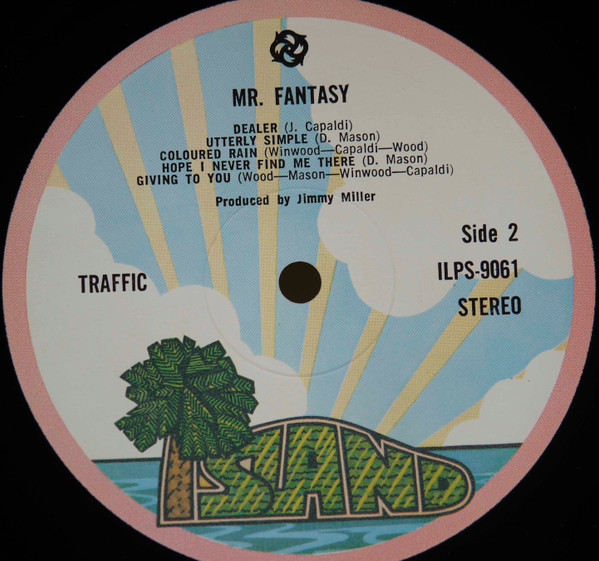 MR. FANTASY
DEALER (J. Capaldi)
UTTERLY SIMPLE (D. Mason)
COLOURED RAIN (Winwood—Capaldi—Wood)
HOPE I NEVER FIND ME THERE (D. Mason)
GIVING TO YOU (Wood—Mason—Winwood—Capaldi)
Produced by Jimmy Miller
Side 2
TRAFFIC
ILPS-9061
STEREO
ISLAND